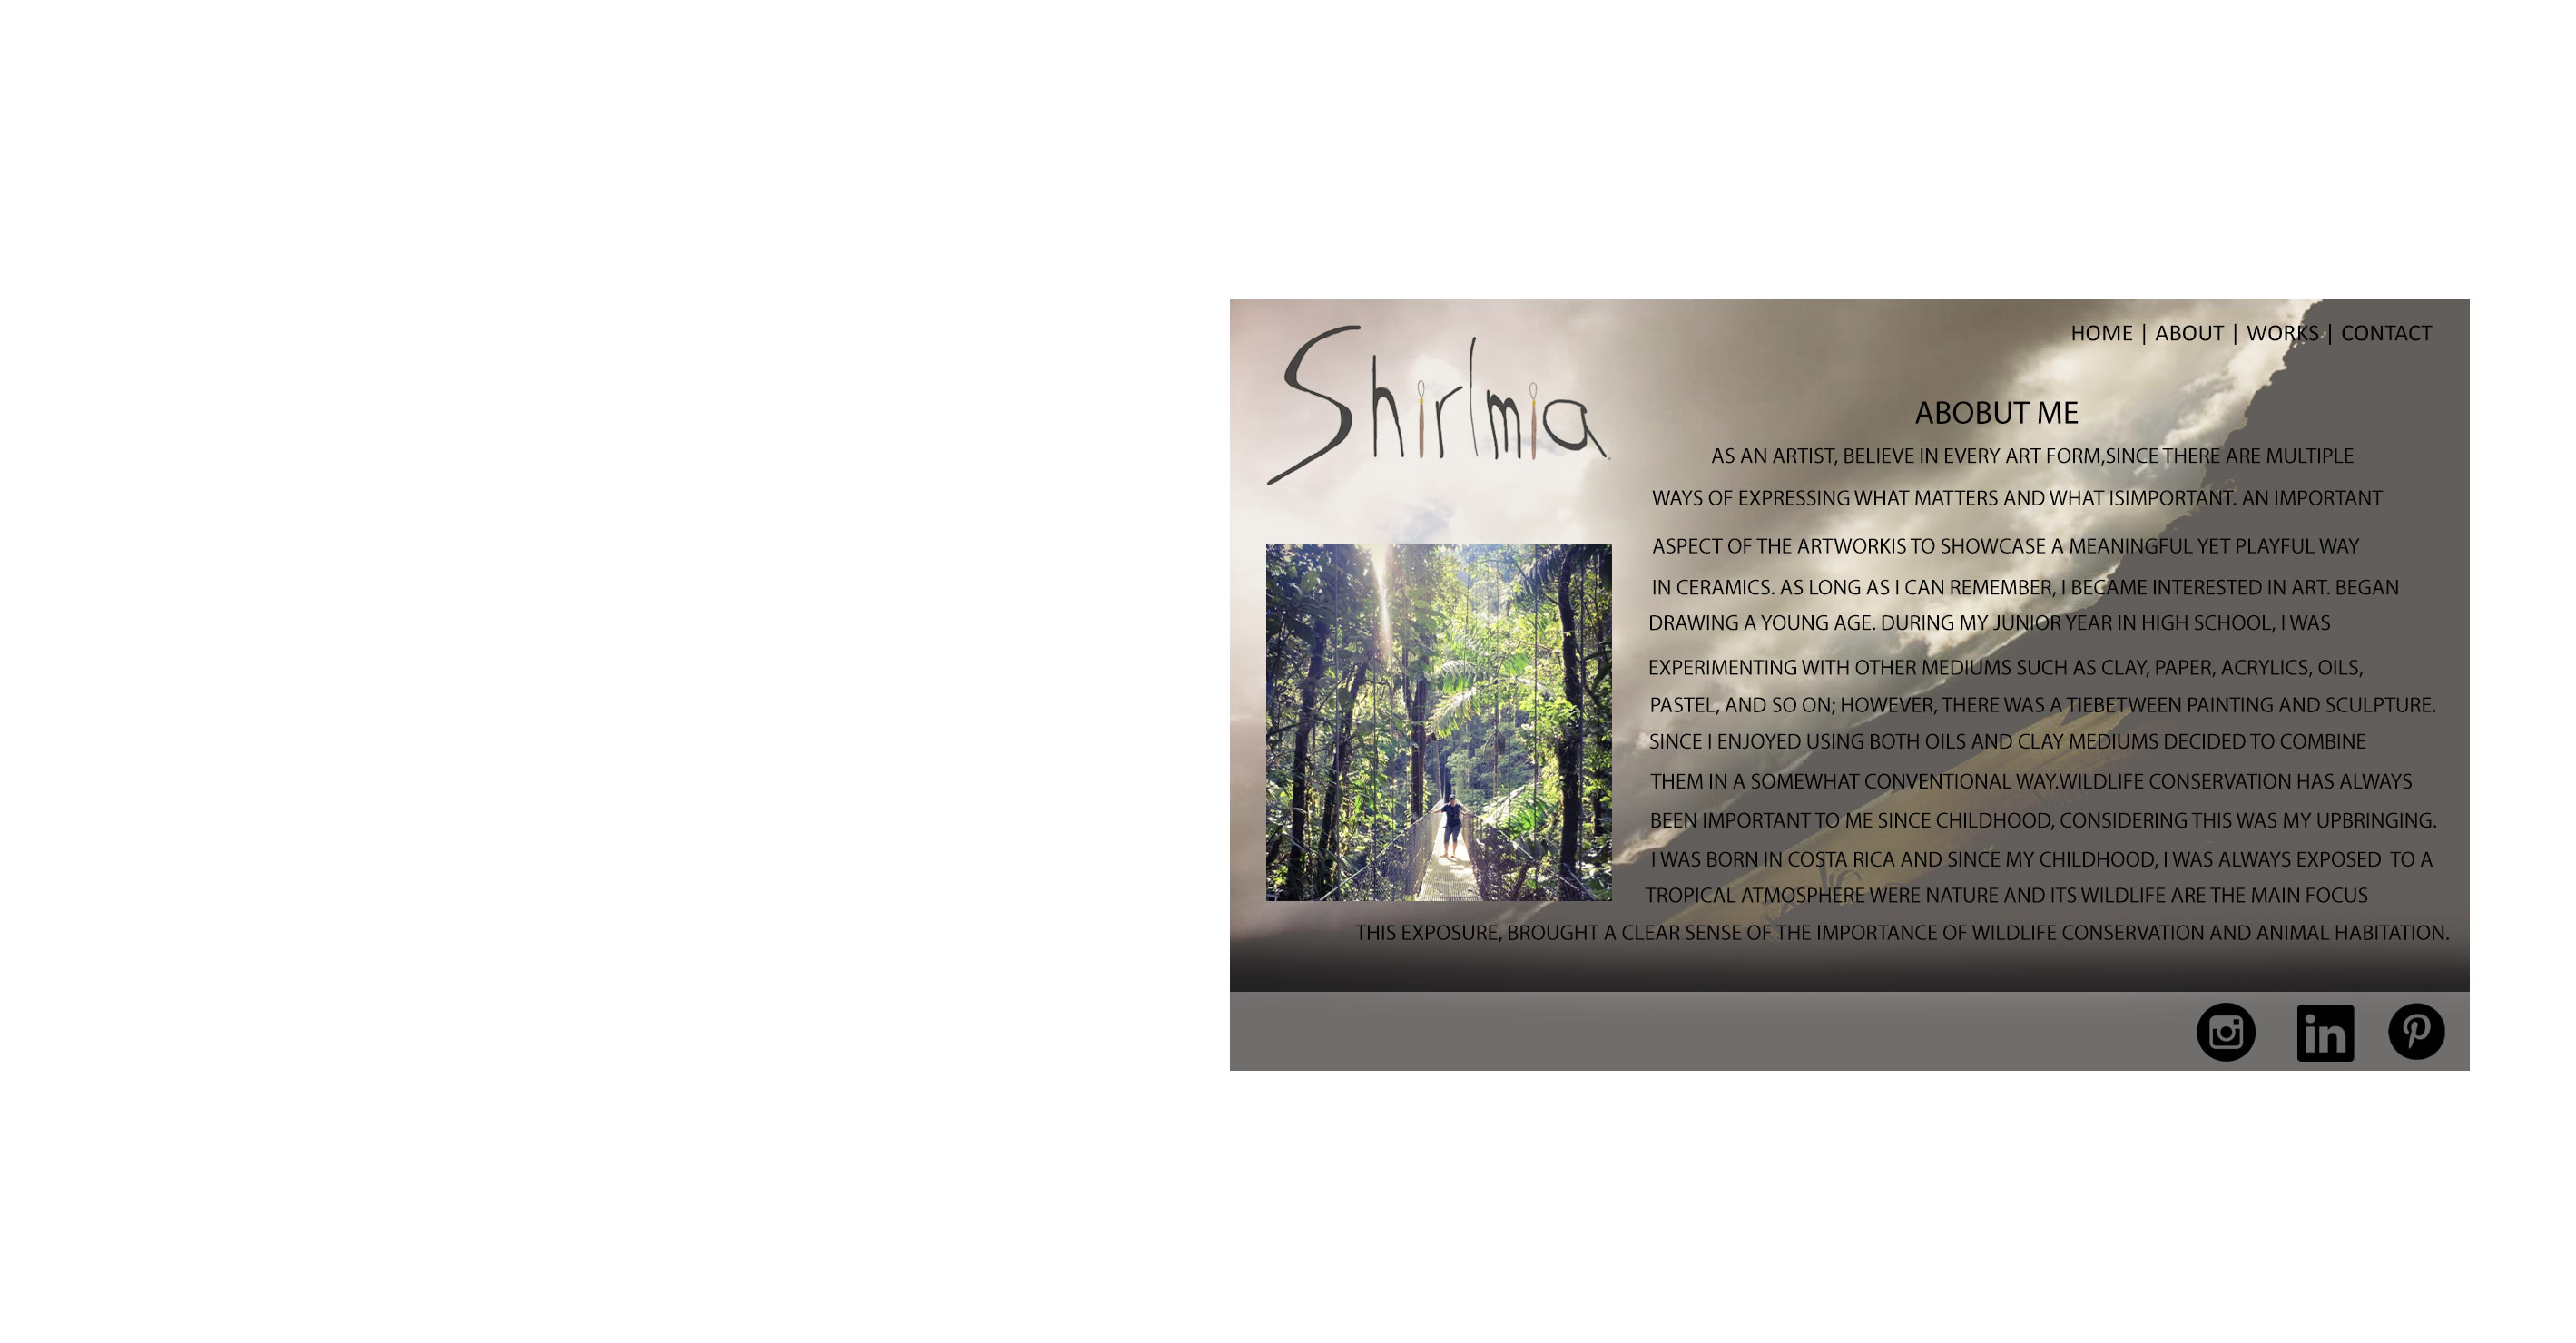 Shirlmia
HOME | ABOUT | WORKS | CONTACT
ABOBUT ME
AS AN ARTIST, BELIEVE IN EVERY ART FORM,SINCE THERE ARE MULTIPLE
WAYS OF EXPRESSING WHAT MATTERS AND WHAT ISIMPORTANT. AN IMPORTANT
ASPECT OF THE ARTWORKIS TO SHOWCASE A MEANINGFUL YET PLAYFUL WAY
IN CERAMICS. AS LONG AS I CAN REMEMBER, I BECAME INTERESTED IN ART. BEGAN
DRAWING A YOUNG AGE. DURING MY JUNIOR YEAR IN HIGH SCHOOL, I WAS
EXPERIMENTING WITH OTHER MEDIUMS SUCH AS CLAY, PAPER, ACRYLICS, OILS,
PASTEL, AND SO ON; HOWEVER, THERE WAS A TIEBETWEEN PAINTING AND SCULPTURE.
SINCE I ENJOYED USING BOTH OILS AND CLAY MEDIUMS DECIDED TO COMBINE
THEM IN A SOMEWHAT CONVENTIONAL WAY.WILDLIFE CONSERVATION HAS ALWAYS
BEEN IMPORTANT TO ME SINCE CHILDHOOD, CONSIDERING THIS WAS MY UPBRINGING.
I WAS BORN IN COSTA RICA AND SINCE MY CHILDHOOD, I WAS ALWAYS EXPOSED TO A
TROPICAL ATMOSPHERE WERE NATURE AND ITS WILDLIFE ARE THE MAIN FOCUS
THIS EXPOSURE, BROUGHT A CLEAR SENSE OF THE IMPORTANCE OF WILDLIFE CONSERVATION AND ANIMAL HABITATION.
in